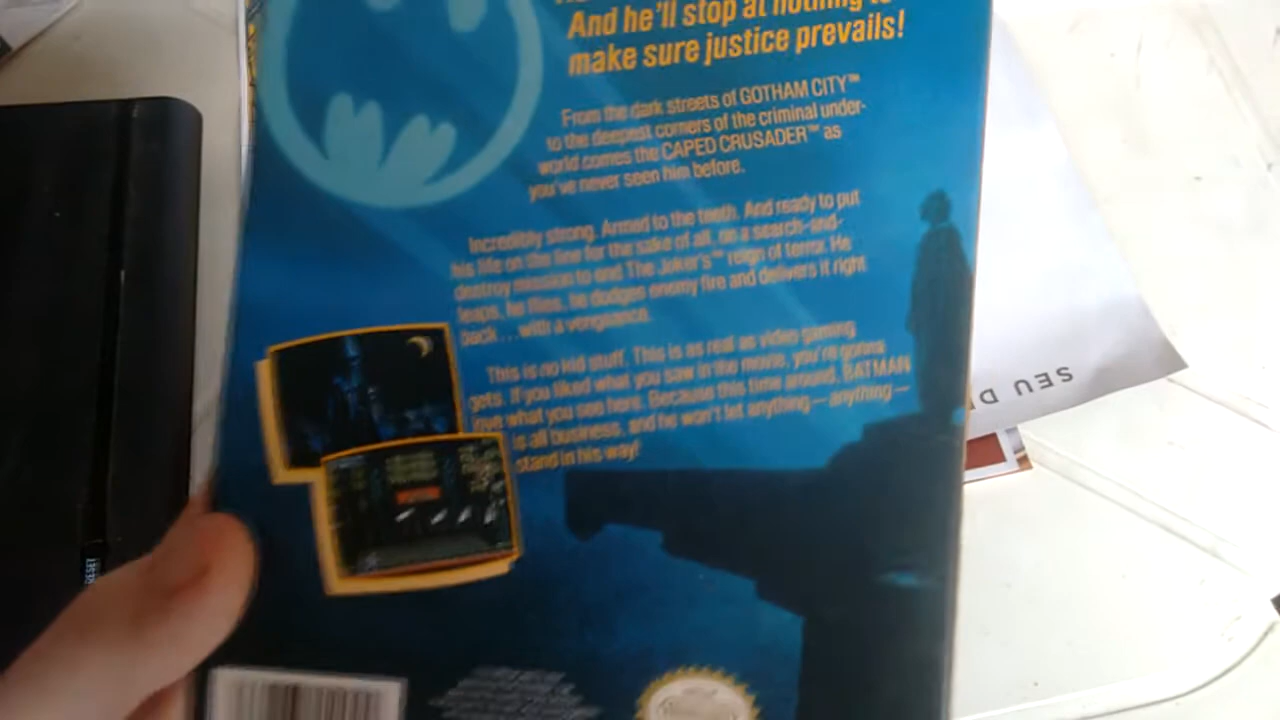 And he'll stop at nothing to
make sure justice prevails!
From the dark streets of GOTHAM CITY™
to the deepest corners of the criminal under-
world comes the CAPED CRUSADER™ as
you've never seen him before.
Incredibly strong. Armed to the teeth. And ready to put
his life on the line for the sake of all, on a search-and-
destroy mission to end The Joker's™ reign of terror. He
leaps, he flies, he dodges enemy fire and delivers it right
back...with a vengeance.
This is no kid stuff. This is as real as video gaming
gets. If you liked what you saw in the movie, you're gonna
love what you see here. Because this time around, BATMAN
is all business, and he won't let anything—anything—
stand in his way!
SEU D
RESET